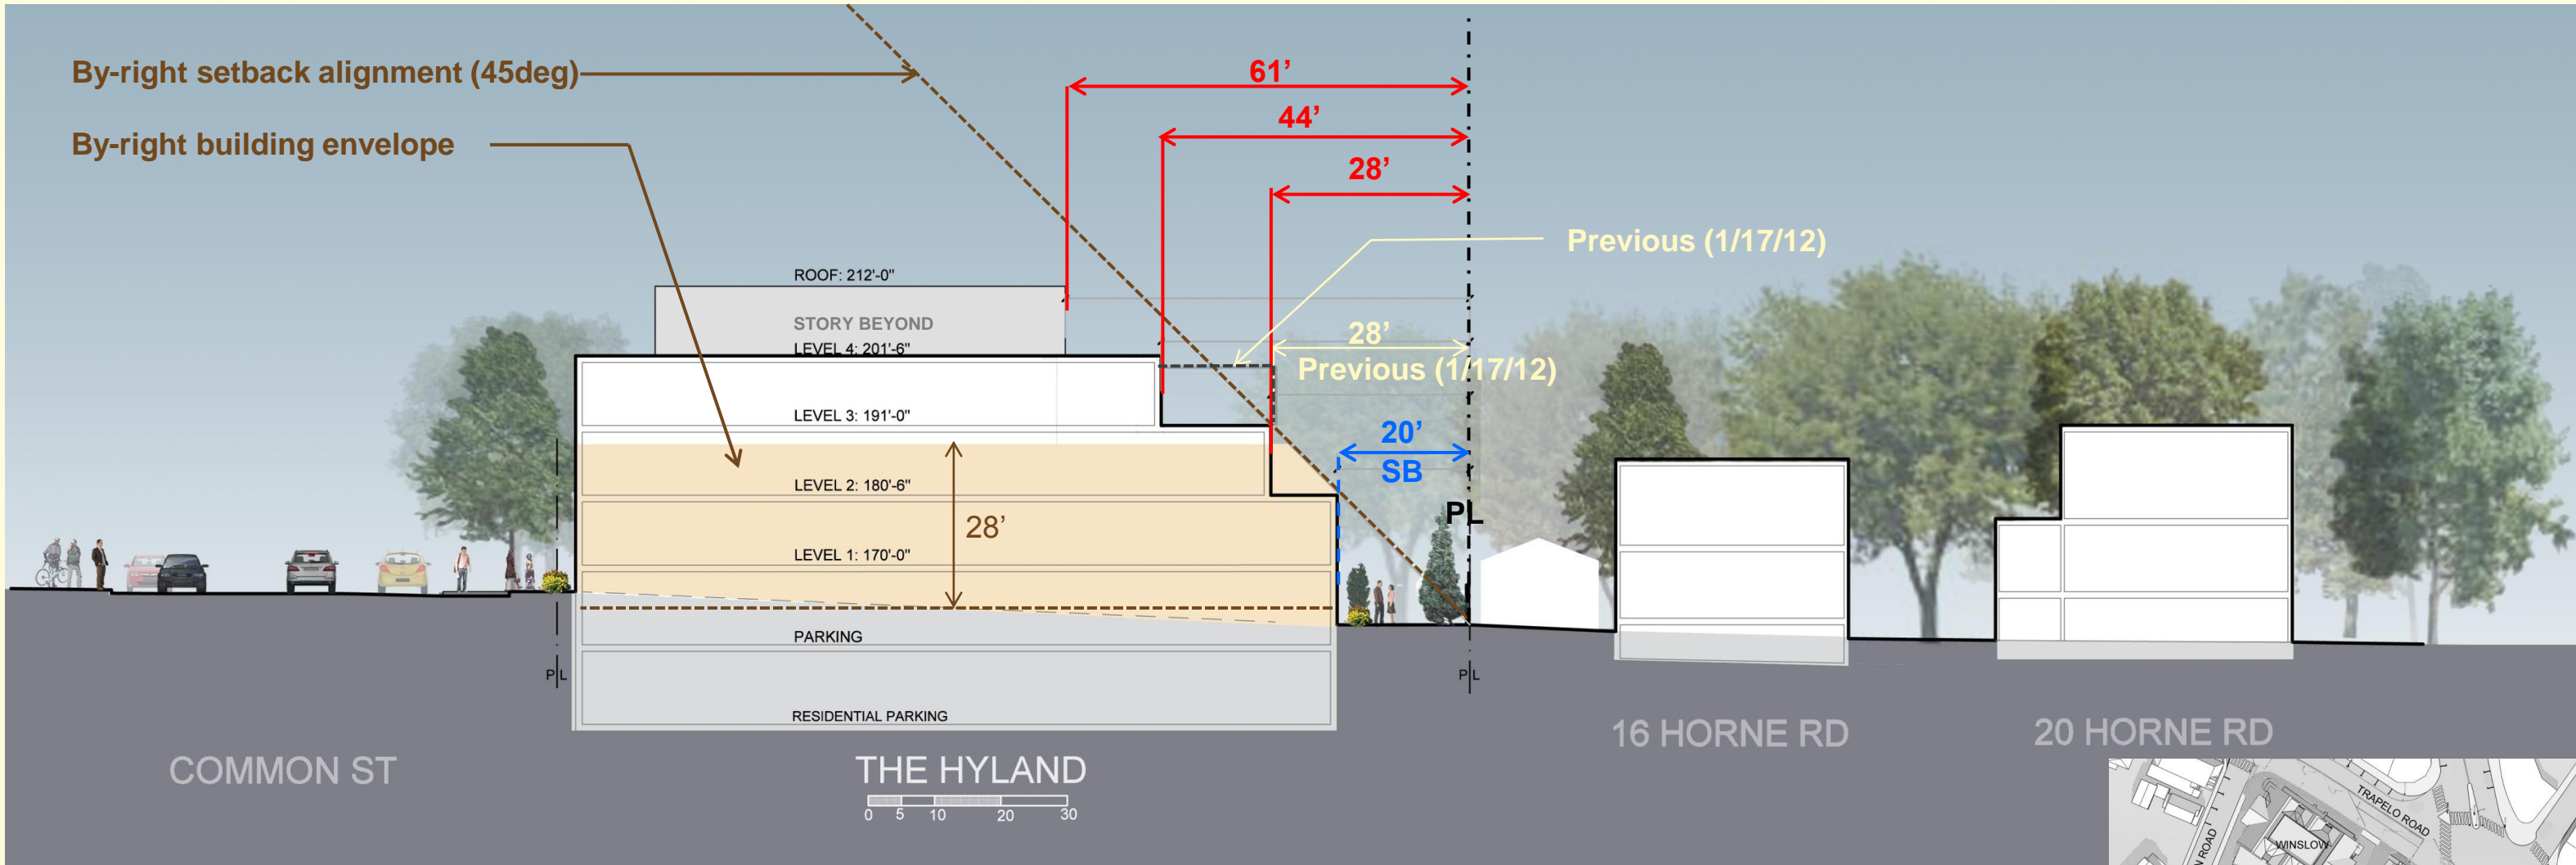 By-right setback alignment (45deg)
By-right building envelope
61’
44’
28’
Previous (1/17/12)
28’
Previous (1/17/12)
20’
SB
PL
ROOF: 212'-0"
STORY BEYOND
LEVEL 4: 201'-6"
LEVEL 3: 191'-0"
LEVEL 2: 180'-6"
28’
LEVEL 1: 170'-0"
PARKING
RESIDENTIAL PARKING
P L
P L
COMMON ST
THE HYLAND
0 5 10 20 30
16 HORNE RD
20 HORNE RD
TRAPELO ROAD
WINSLOW
ROAD